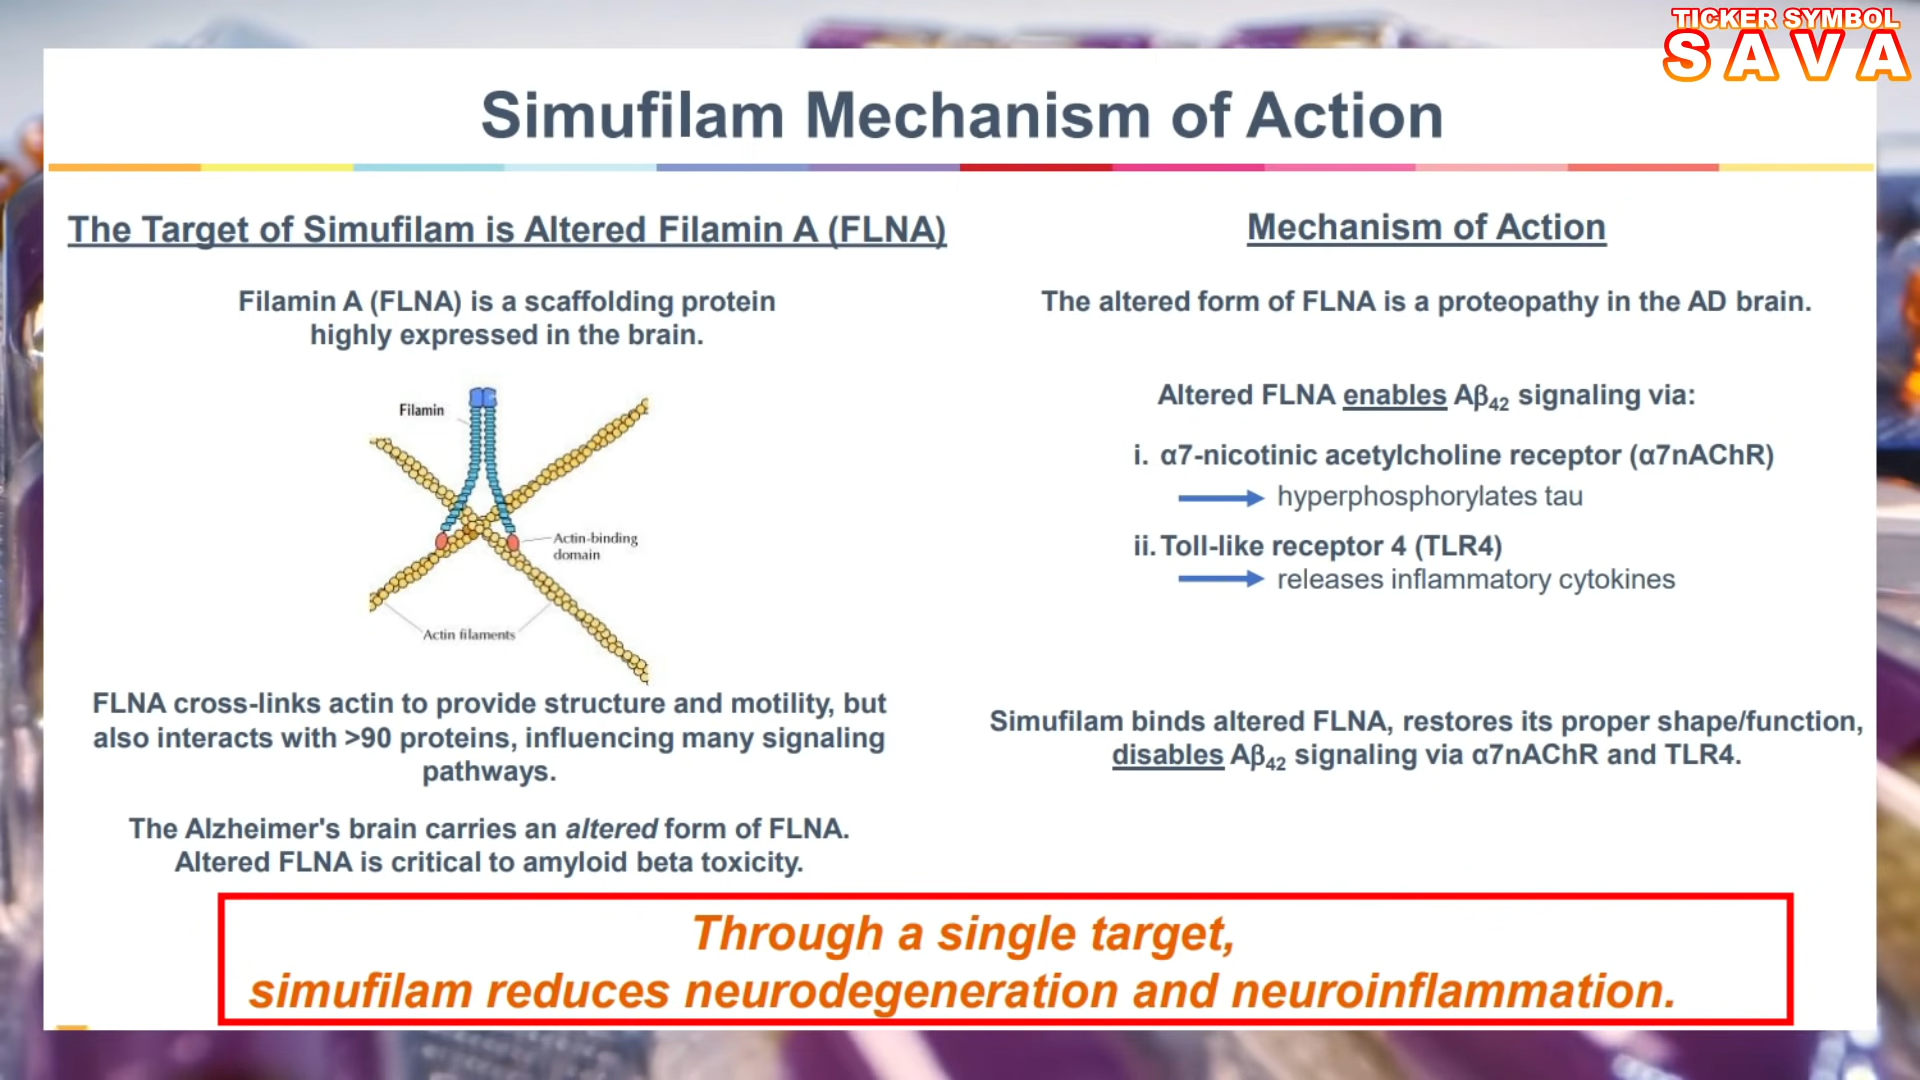 TICKER SYMBOL
SAVA
Simufilam Mechanism of Action
The Target of Simufilam is Altered Filamin A (FLNA)
Filamin A (FLNA) is a scaffolding protein
highly expressed in the brain.
Filamin
Actin-binding
domain
Actin filaments
FLNA cross-links actin to provide structure and motility, but
also interacts with >90 proteins, influencing many signaling
pathways.
The Alzheimer's brain carries an altered form of FLNA.
Altered FLNA is critical to amyloid beta toxicity.
Mechanism of Action
The altered form of FLNA is a proteopathy in the AD brain.
Altered FLNA enables Aβ42 signaling via:
i. α7-nicotinic acetylcholine receptor (α7nAChR)
hyperphosphorylates tau
ii. Toll-like receptor 4 (TLR4)
releases inflammatory cytokines
Simufilam binds altered FLNA, restores its proper shape/function,
disables Aβ42 signaling via α7nAChR and TLR4.
Through a single target,
simufilam reduces neurodegeneration and neuroinflammation.